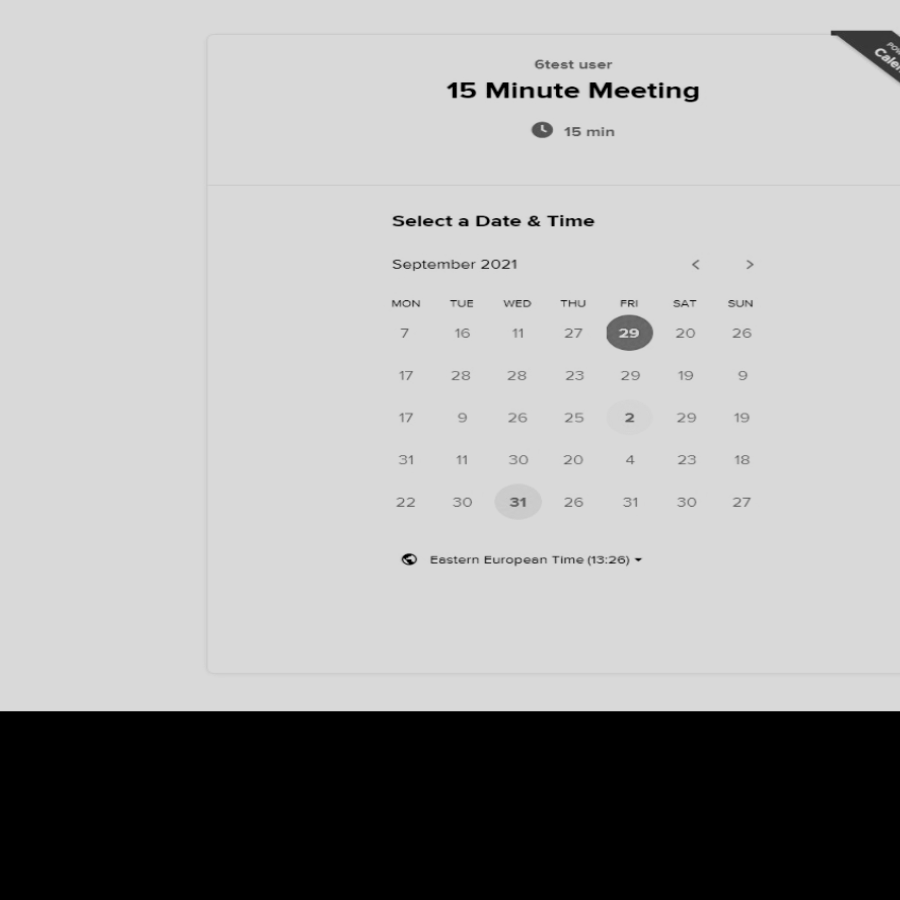 6test user
15 Minute Meeting
15 min
Select a Date & Time
September 2021
MON TUE WED THU FRI SAT SUN
7 16 11 27 29 20 26
17 28 28 23 29 19 9
17 9 26 25 2 29 19
31 11 30 20 4 23 18
22 30 31 26 31 30 27
Eastern European Time (13:26)